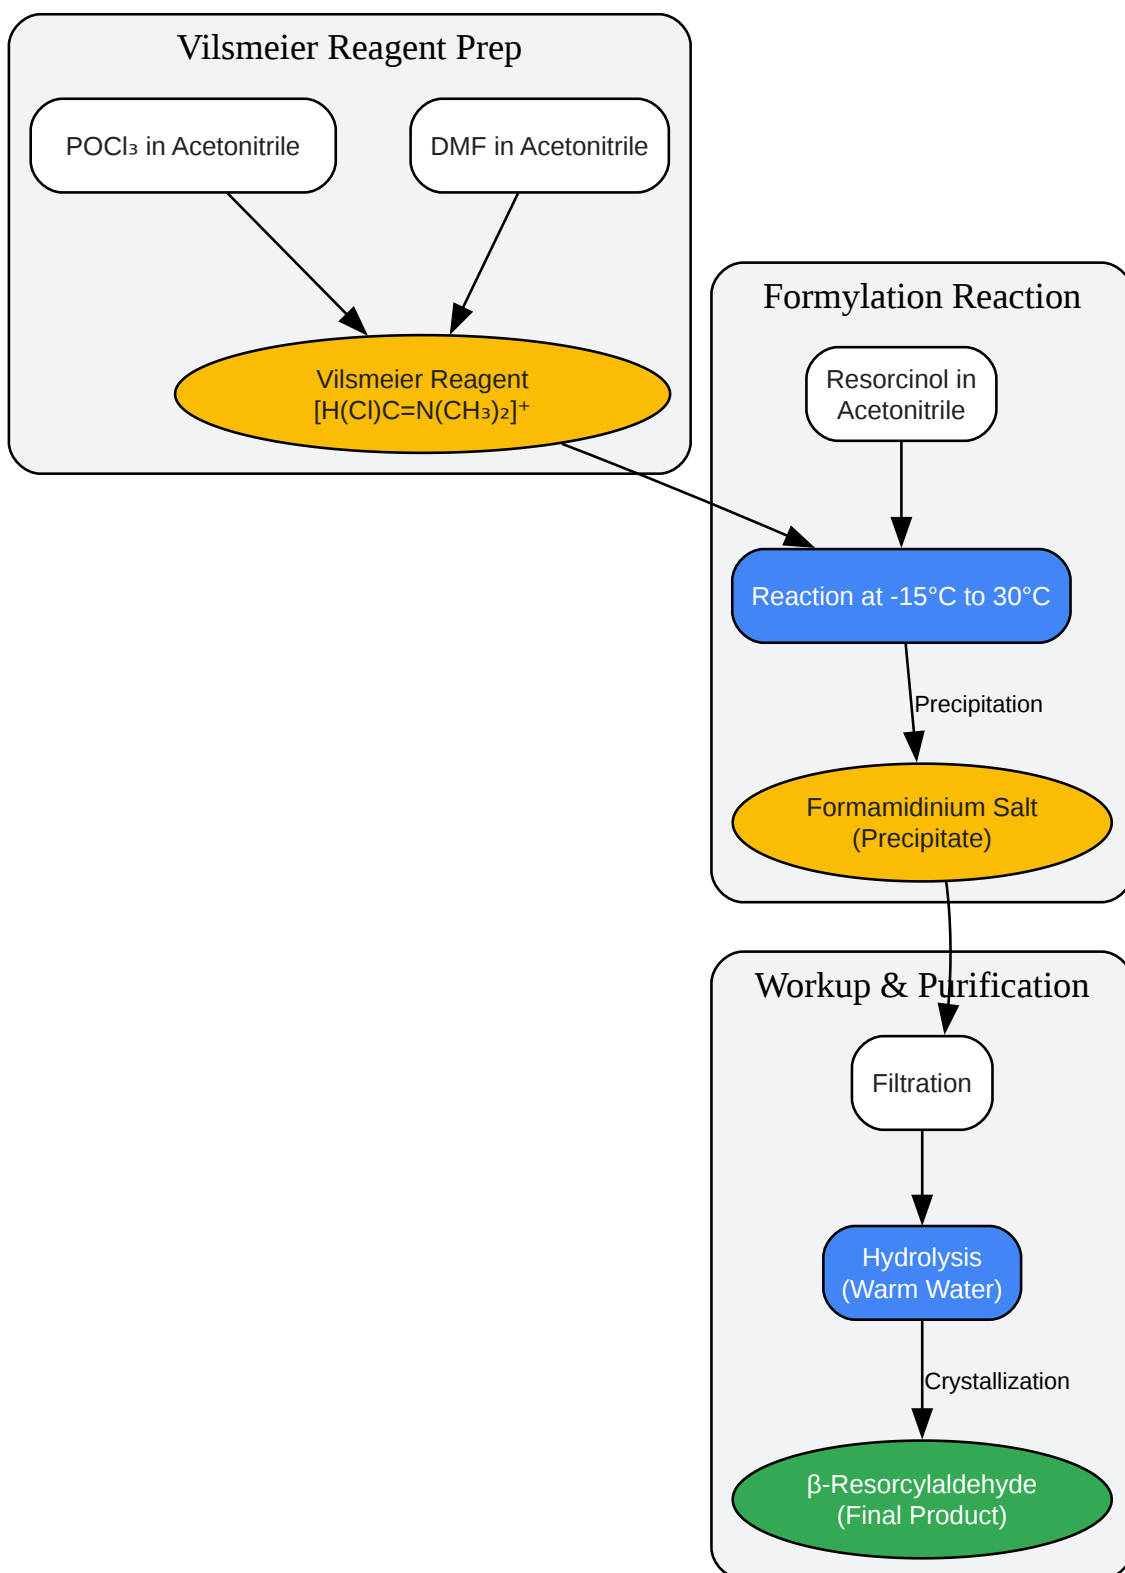 Vilsmeier Reagent Prep
POCl₃ in Acetonitrile
DMF in Acetonitrile
Vilsmeier Reagent
[H(Cl)C=N(CH₃)₂]⁺
Formylation Reaction
Resorcinol in
Acetonitrile
Reaction at -15°C to 30°C
Precipitation
Formamidinium Salt
(Precipitate)
Workup & Purification
Filtration
Hydrolysis
(Warm Water)
Crystallization
β-Resorcylaldehyde
(Final Product)